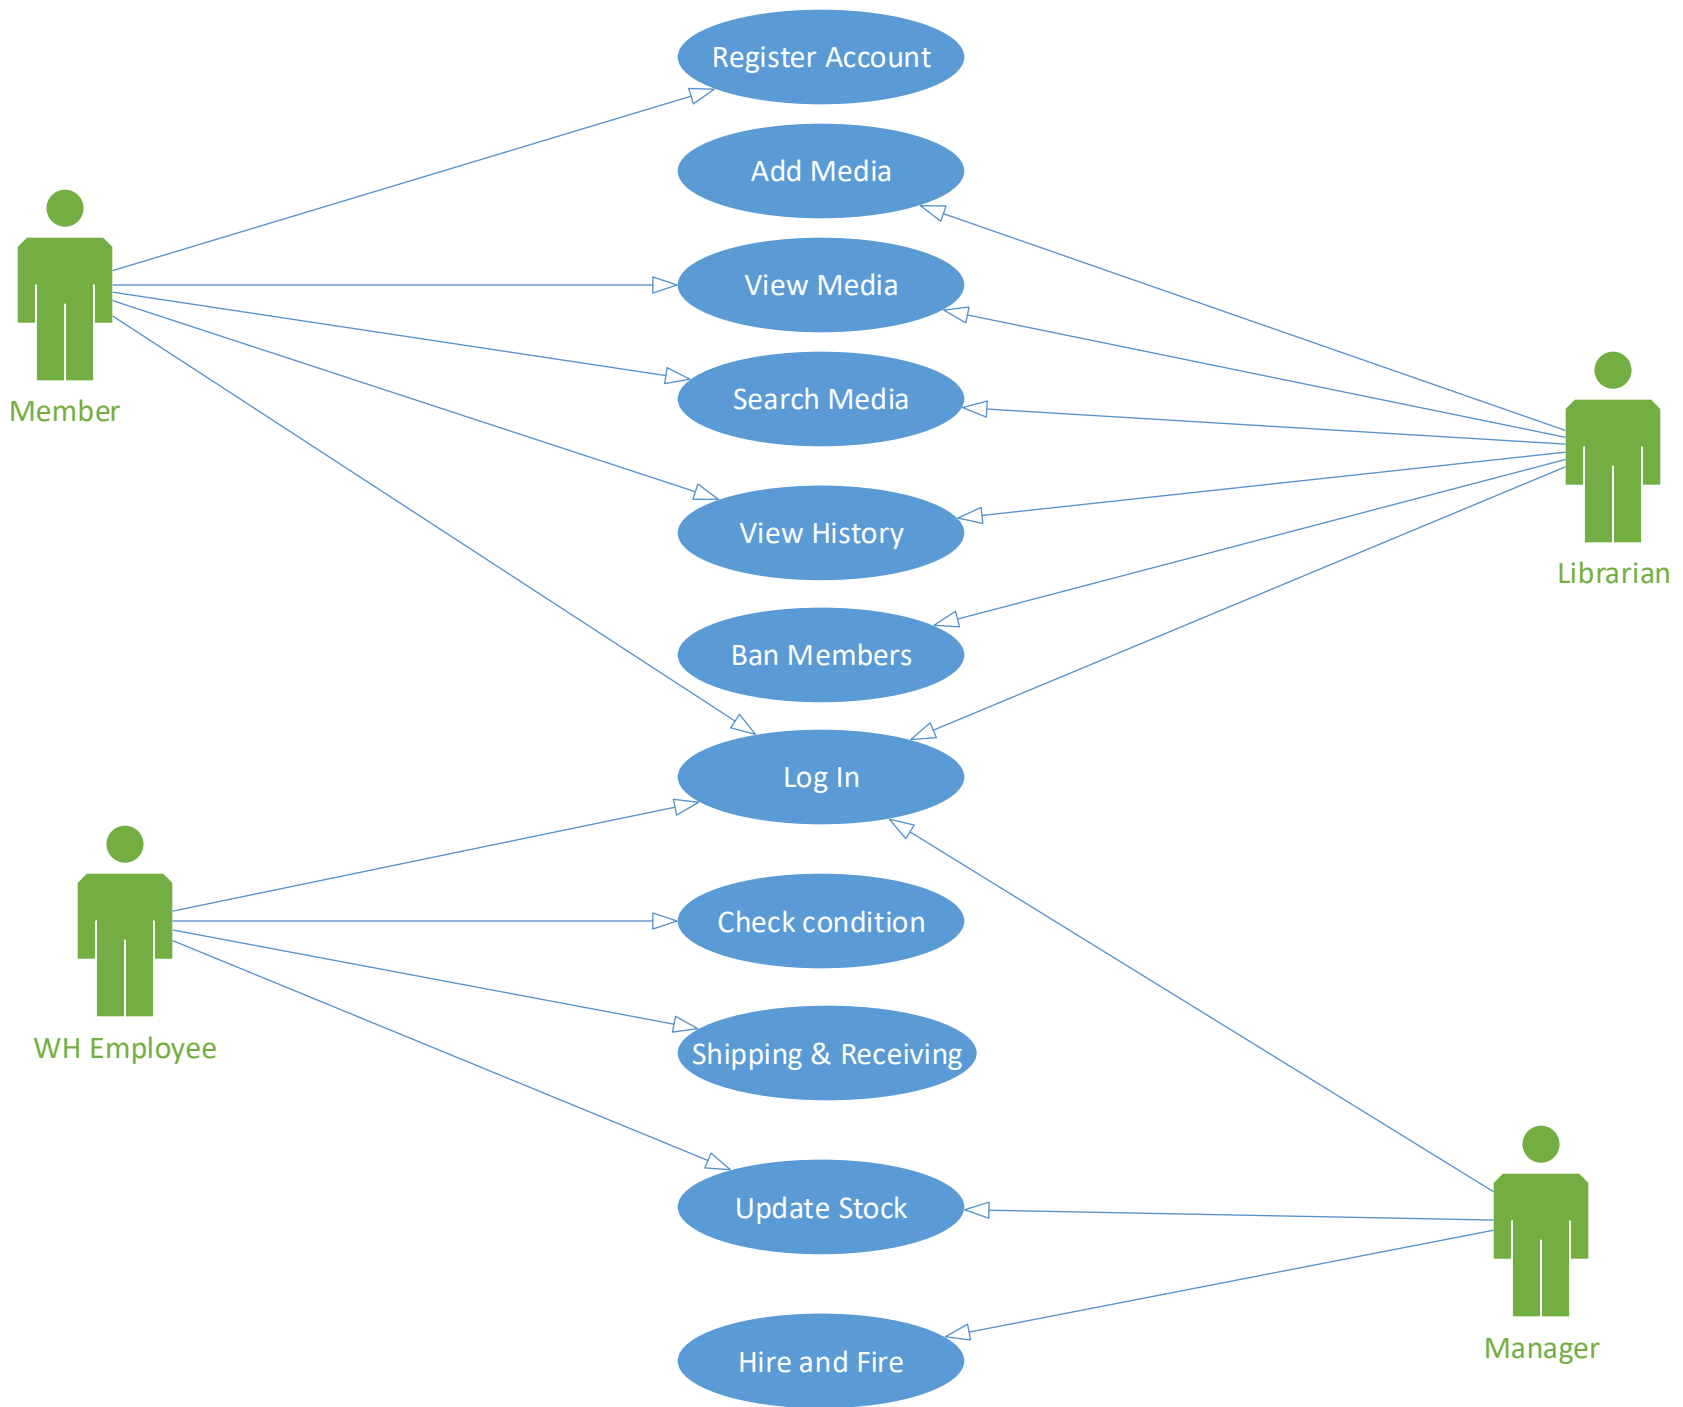 Register Account
Add Media
View Media
Search Media
Member
View History
Librarian
Ban Members
Log In
Check condition
WH Employee
Shipping & Receiving
Update Stock
Manager
Hire and Fire